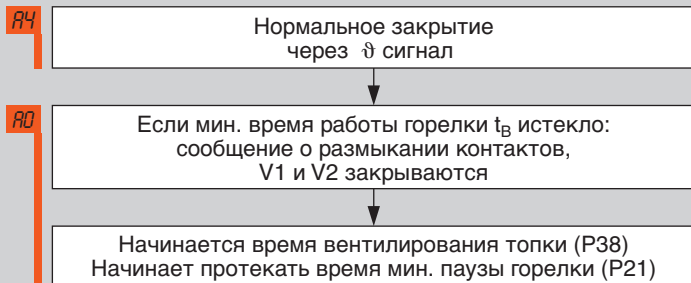 A4
Нормальное закрытие
через ϑ сигнал
A0
Если мин. время работы горелки tB истекло:
сообщение о размыкании контактов,
V1 и V2 закрываются
Начинается время вентилирования топки (P38)
Начинает протекать время мин. паузы горелки (P21)